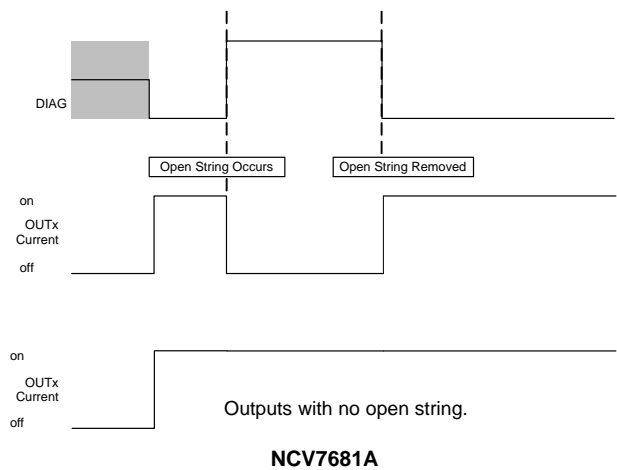 DIAG
Open String Occurs
Open String Removed
on
OUTx
Current
off
on
OUTx
Current
off
Outputs with no open string.
NCV7681A